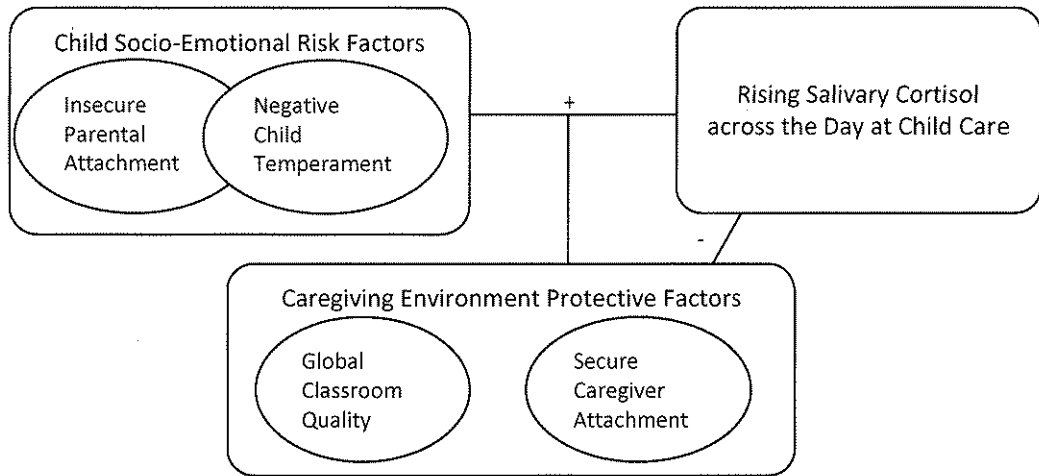 Child Socio-Emotional Risk Factors
Insecure
Parental
Attachment
Negative
Child
Temperament
+
Rising Salivary Cortisol
across the Day at Child Care
-
Caregiving Environment Protective Factors
Global
Classroom
Quality
Secure
Caregiver
Attachment